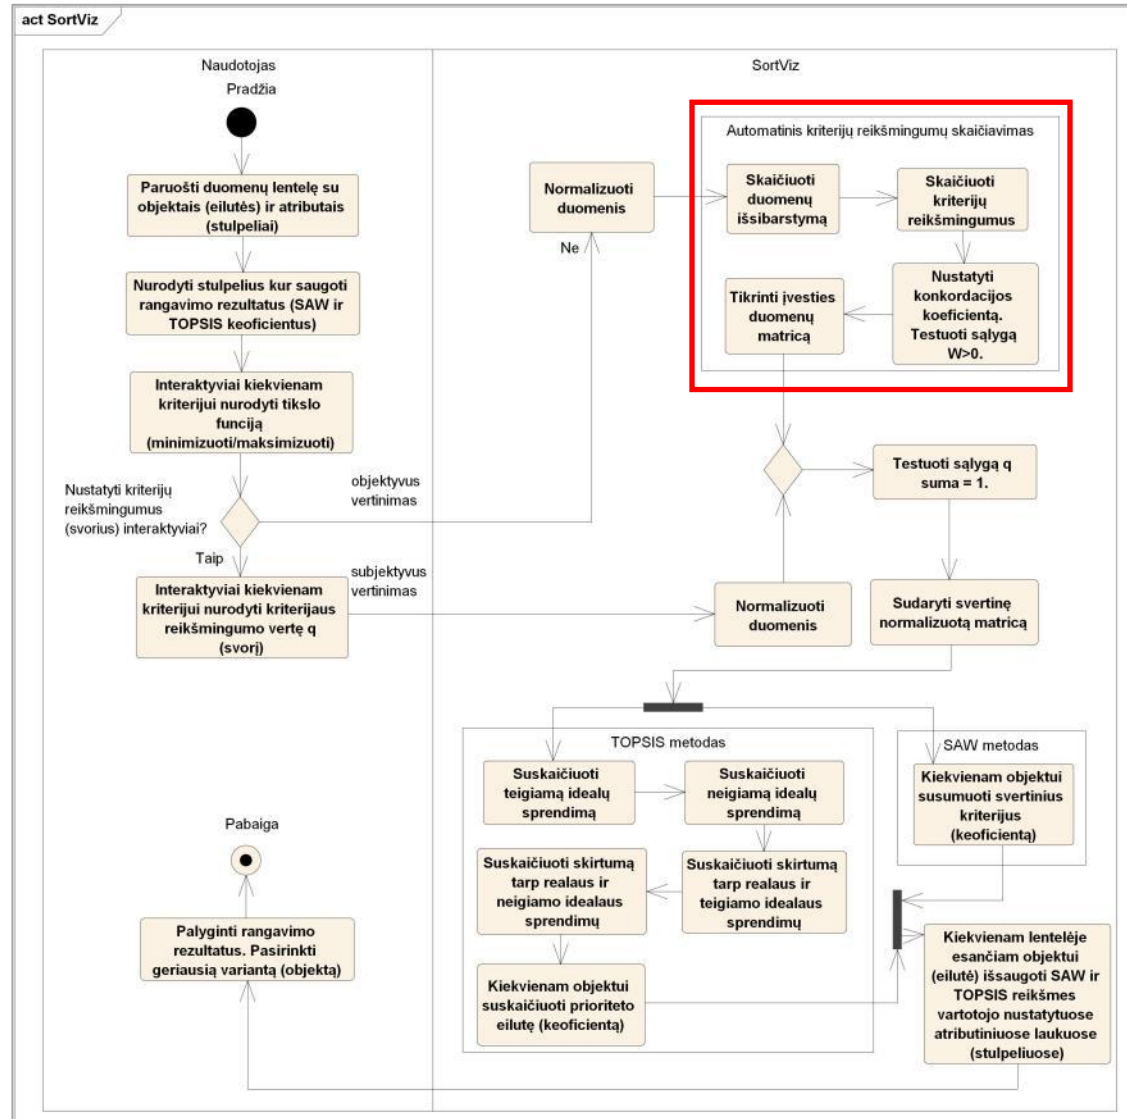 act SortViz
Naudotojas
SortViz
Pradžia
Paruošti duomenų lentelę su
objektais (eilutės) ir atributais
(stulpeliai)
Nurodyti stulpelius kur saugoti
rangavimo rezultatus (SAW ir
TOPSIS keoficientus)
Interaktyviai kiekvienam
kriterijui nurodyti tikslo
funciją
(minimizuoti/maksimizuoti)
Nustatyti kriterijų
reikšmingumus
(svorius) interaktyviai?
objektyvus
vertinimas
Taip
subjektyvus
vertinimas
Interaktyviai kiekvienam
kriterijui nurodyti kriterijaus
reikšmingumo vertę q
(svorį)
Normalizuoti
duomenis
Ne
Automatinis kriterijų reikšmingumų skaičiavimas
Skaičiuoti
duomenų
išsibarstymą
Skaičiuoti
kriterijų
reikšmingumus
Nustatyti
konkordacijos
koeficientą.
Testuoti sąlygą
W>0.
Tikrinti įvesties
duomenų
matricą
Testuoti sąlygą q
suma = 1.
Normalizuoti
duomenis
Sudaryti svertinę
normalizuotą matricą
TOPSIS metodas
Suskaičiuoti
teigiamą idealų
sprendimą
Suskaičiuoti
neigiamą idealų
sprendimą
Suskaičiuoti skirtumą
tarp realaus ir
neigiamo idealaus
sprendimų
Suskaičiuoti skirtumą
tarp realaus ir
teigiamo idealaus
sprendimų
Kiekvienam objektui
suskaičiuoti prioriteto
eilutę (keoficientą)
SAW metodas
Kiekvienam objektui
susumuoti svertinius
kriterijus
(keoficientą)
Kiekvienam lentelėje
esančiam objektui
(eilutė) išsaugoti SAW ir
TOPSIS reikšmes
vartotojo nustatytuose
atributiniuose laukuose
(stulpeliuose)
Pabaiga
Palyginti rangavimo
rezultatus. Pasirinkti
geriausią variantą (objektą)